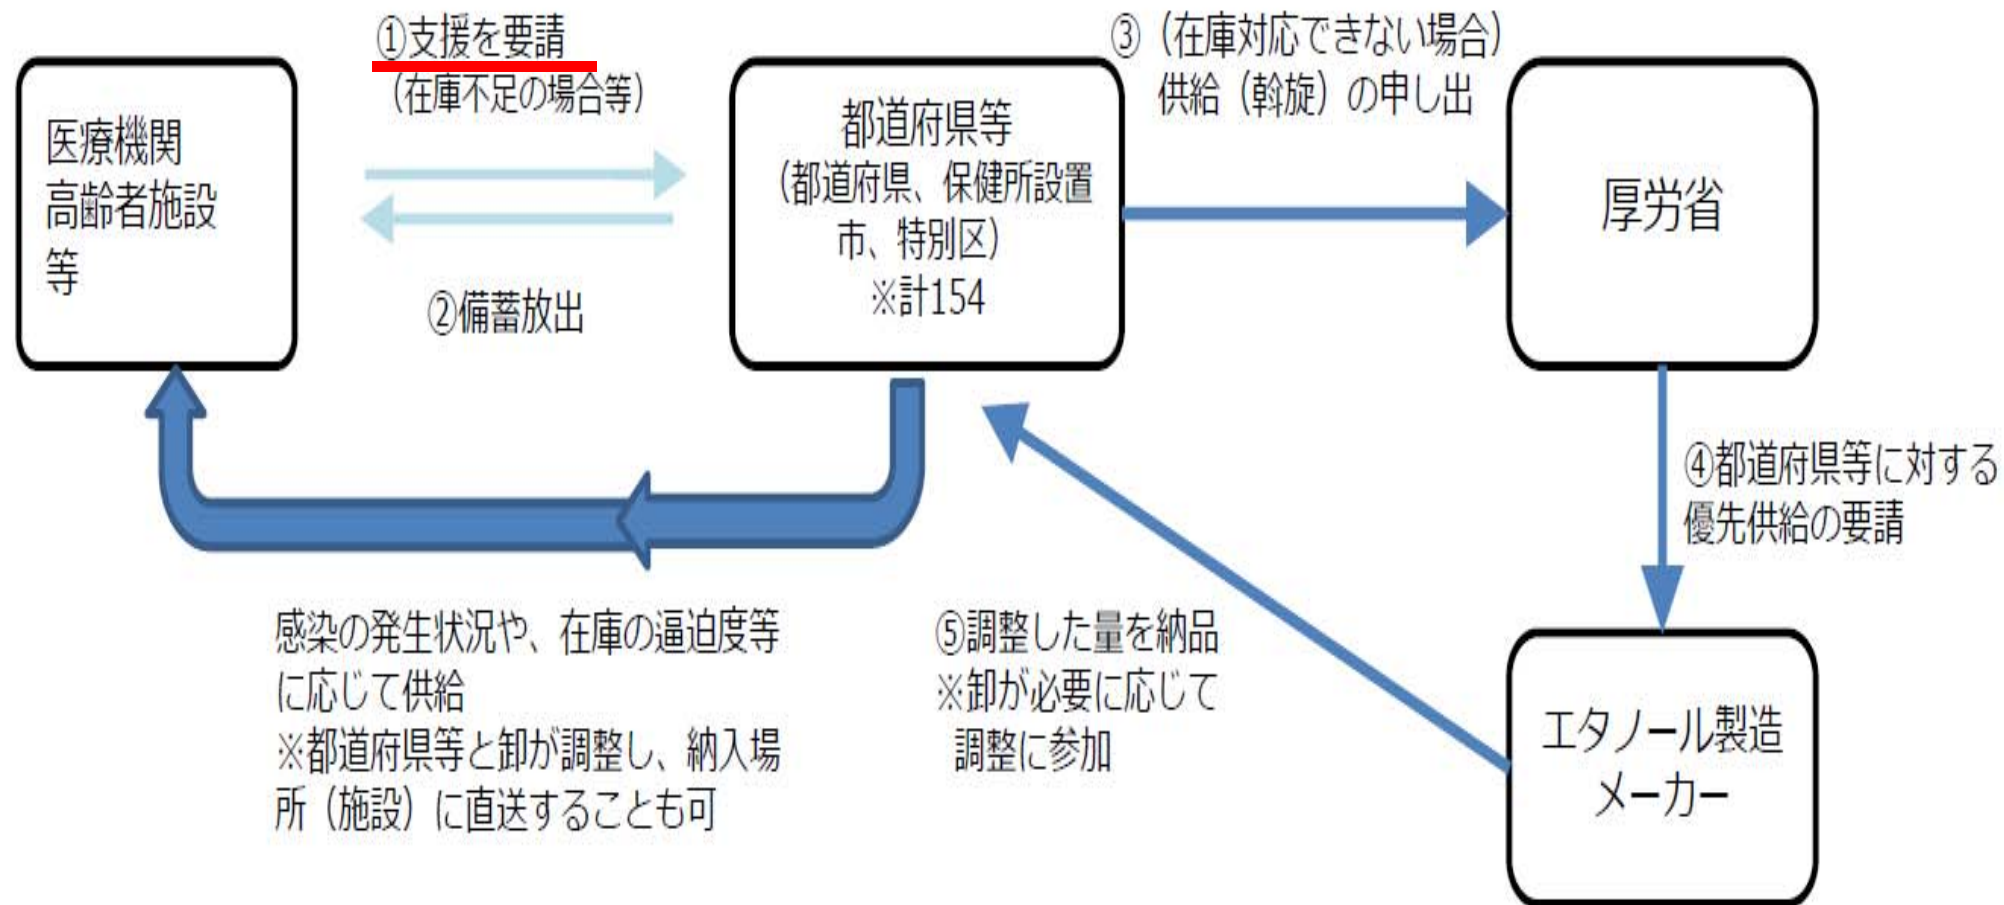 ①支援を要請
(在庫不足の場合等)
医療機関
高齢者施設
等
②備蓄放出
都道府県等
(都道府県、保健所設置
市、特別区)
※計154
③（在庫対応できない場合）
供給（斡旋）の申し出
厚労省
④都道府県等に対する
優先供給の要請
エタノール製造
メーカー
⑤調整した量を納品
※卸が必要に応じて
調整に参加
感染の発生状況や、在庫の逼迫度等
に応じて供給
※都道府県等と卸が調整し、納入場
所（施設）に直送することも可